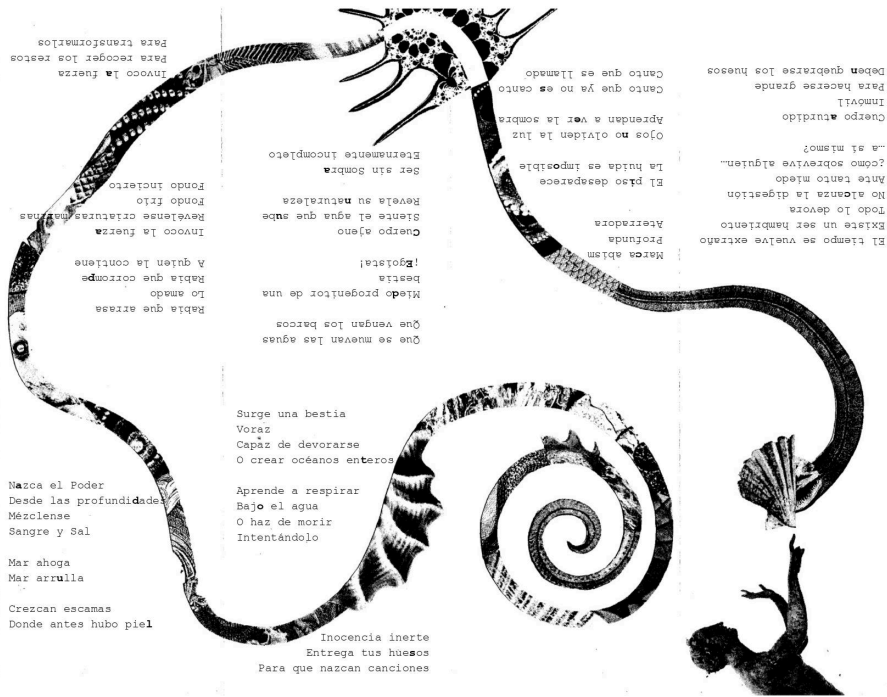 El tiempo se vuelve extraño
Existe un ser hambriento
Todo lo devora
No alcanza la digestión
Ante tanto miedo
¿cómo sobrevive alguien…
…a sí mismo?
Cuerpo aturdido
Inmóvil
Para hacerse grande
Deben quebrarse los huesos
Marca abism
Profunda
Aterradora
El piso desaparece
La huida es imposible
Ojos no olviden la luz
Aprendan a ver la sombra
Canto que ya no es canto
Canto que es llamado
Que se muevan las aguas
Que vengan los barcos
Miedo progenitor de una
bestia
¡Egoísta!
Cuerpo ajeno
Siente el agua que sube
Revela su naturaleza
Ser sin Sombra
Eternamente incompleto
Rabia que arrasa
Lo amado
Rabia que corrompe
A quien la contiene
Invoco la fuerza
Revélense criaturas marinas
Fondo frío
Fondo incierto
Invoco la fuerza
Para recoger los restos
Para transformarlos
Nazca el Poder
Desde las profundidades
Mézclense
Sangre y Sal
Mar ahoga
Mar arrulla
Crezcan escamas
Donde antes hubo piel
Surge una bestia
Voraz
Capaz de devorarse
O crear océanos enteros
Aprende a respirar
Bajo el agua
O haz de morir
Intentándolo
Inocencia inerte
Entrega tus huesos
Para que nazcan canciones